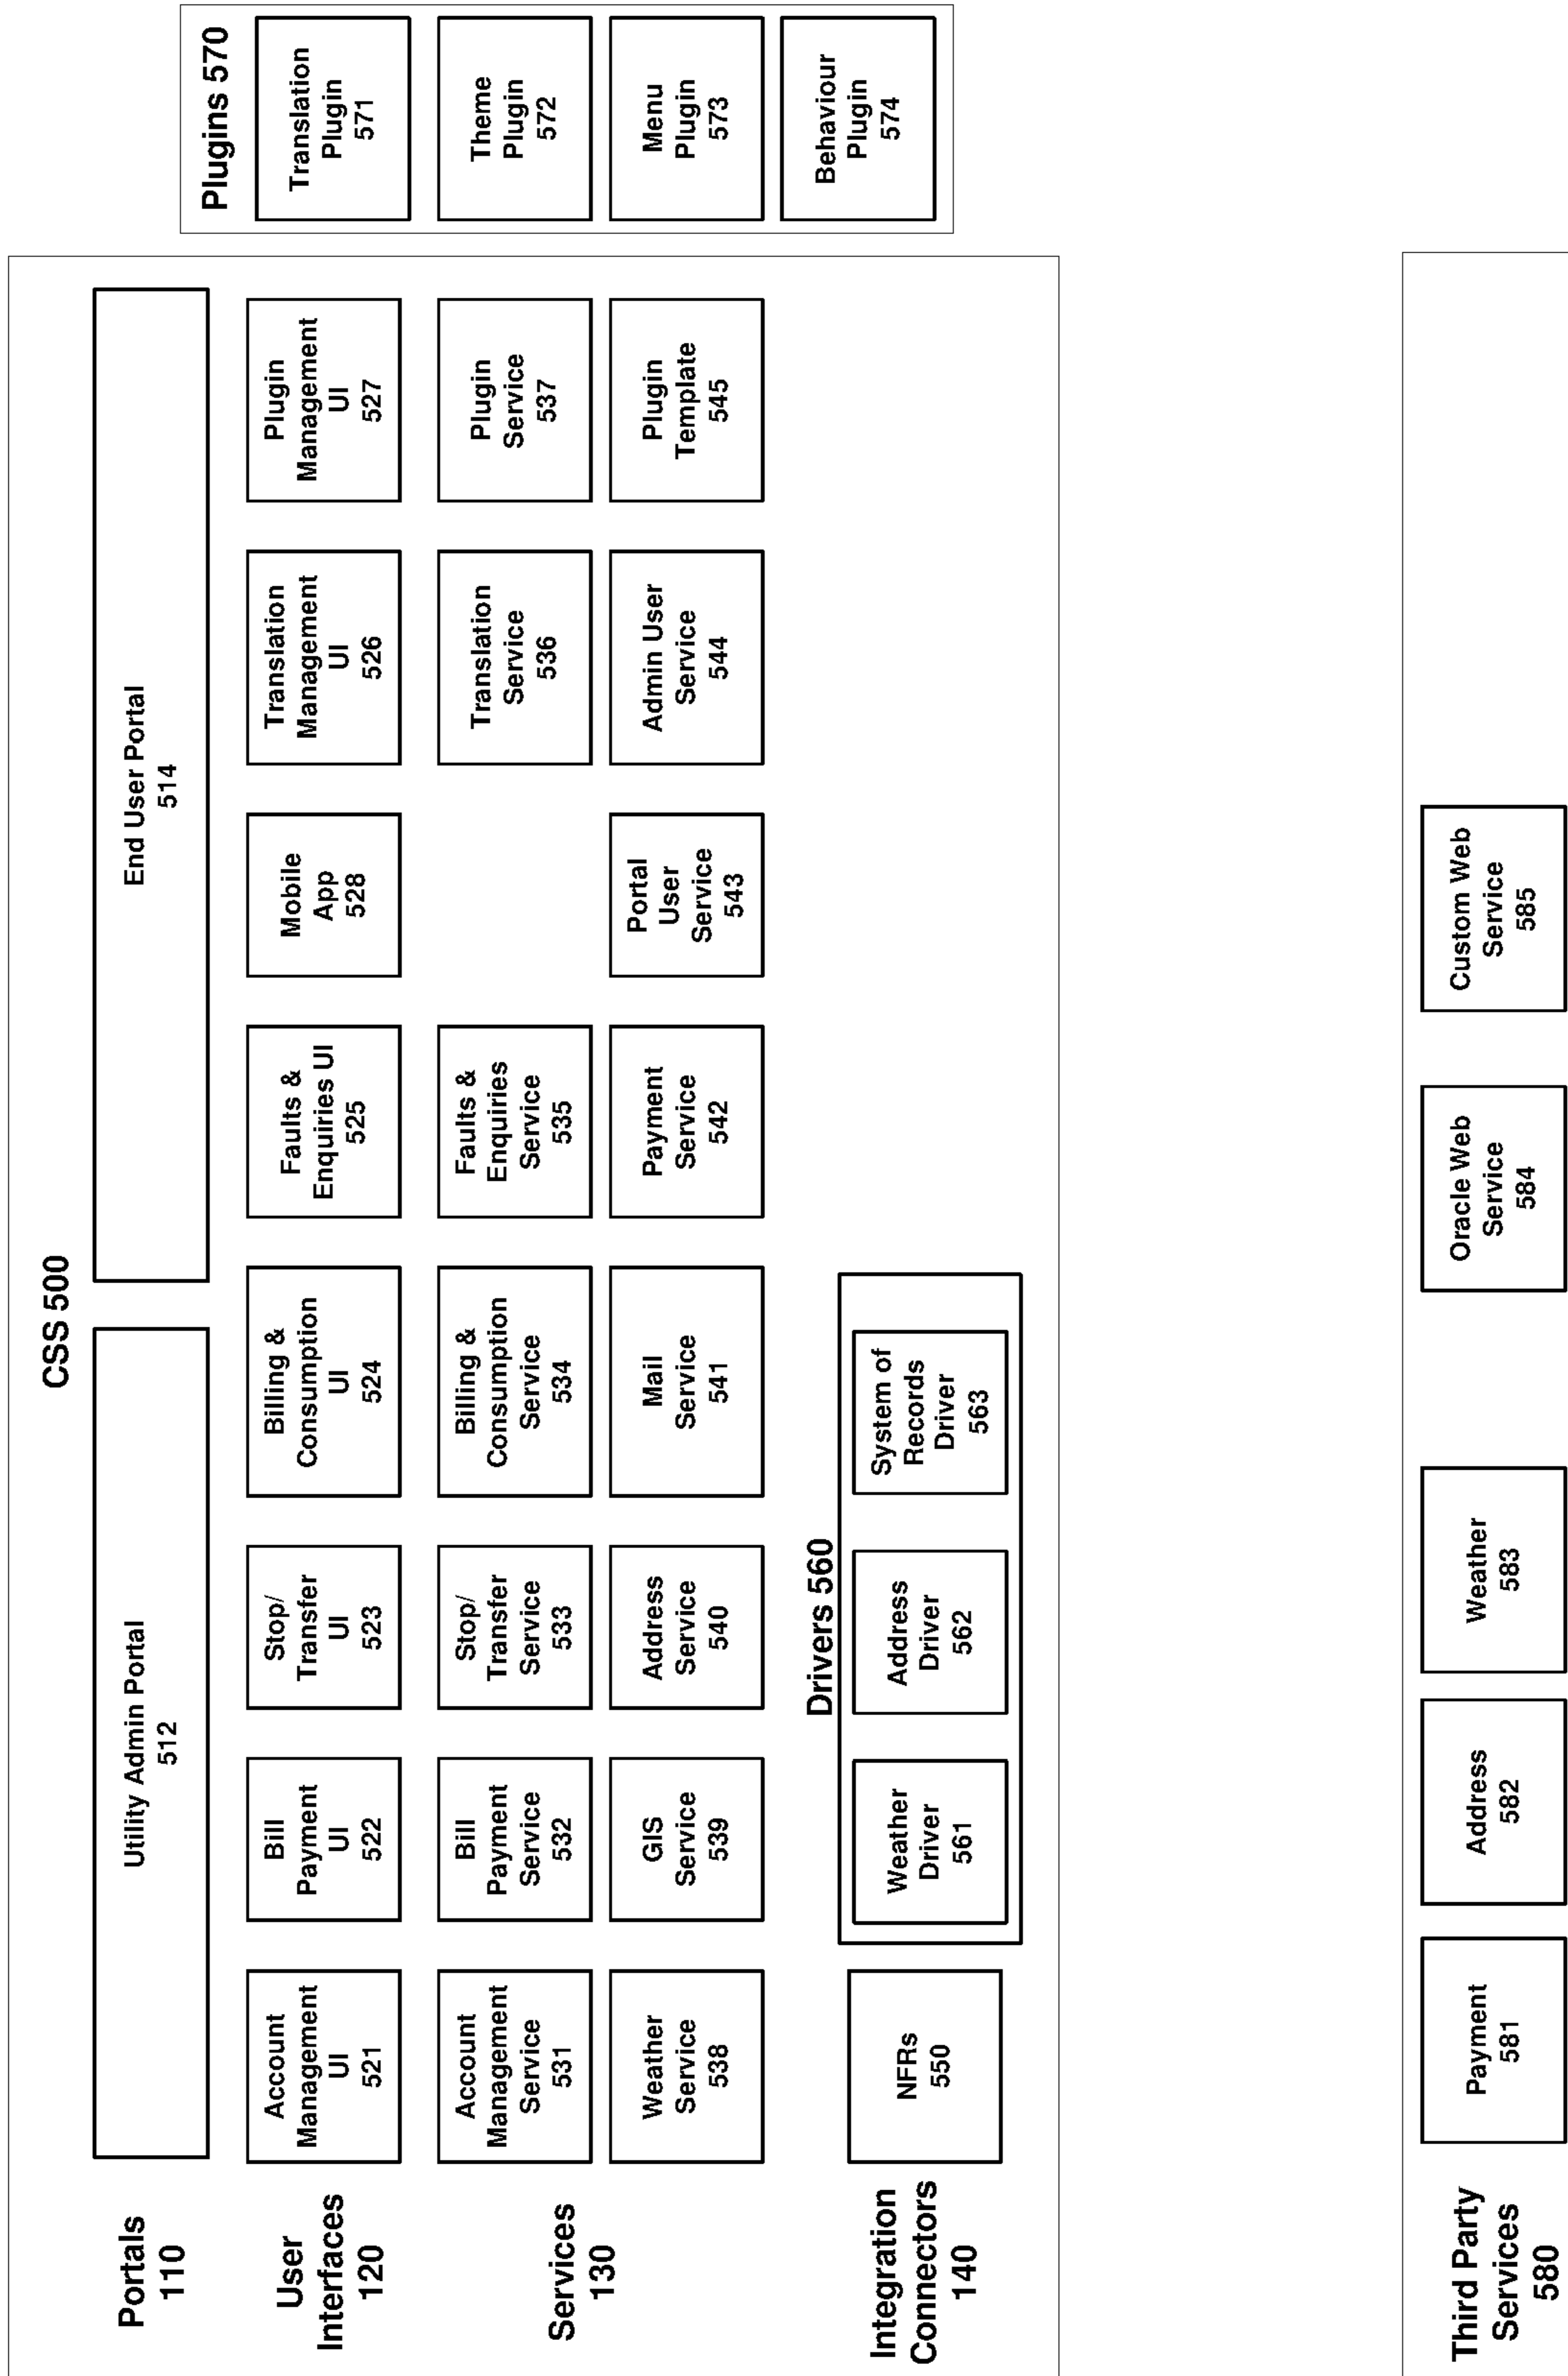 CSS 500
Portals
110
Utility Admin Portal
512
End User Portal
514
User
Interfaces
120
Account
Management
UI
521
Bill
Payment
UI
522
Stop/
Transfer
UI
523
Billing &
Consumption
UI
524
Faults &
Enquiries UI
525
Mobile
App
528
Translation
Management
UI
526
Plugin
Management
UI
527
Services
130
Account
Management
Service
531
Bill
Payment
Service
532
Stop/
Transfer
Service
533
Billing &
Consumption
Service
534
Faults &
Enquiries
Service
535
Translation
Service
536
Plugin
Service
537
Weather
Service
538
GIS
Service
539
Address
Service
540
Mail
Service
541
Payment
Service
542
Portal
User
Service
543
Admin User
Service
544
Plugin
Template
545
Integration
Connectors
140
NFRs
550
Drivers 560
Weather
Driver
561
Address
Driver
562
System of
Records
Driver
563
Plugins 570
Translation
Plugin
571
Theme
Plugin
572
Menu
Plugin
573
Behaviour
Plugin
574
Third Party
Services
580
Payment
581
Address
582
Weather
583
Oracle Web
Service
584
Custom Web
Service
585